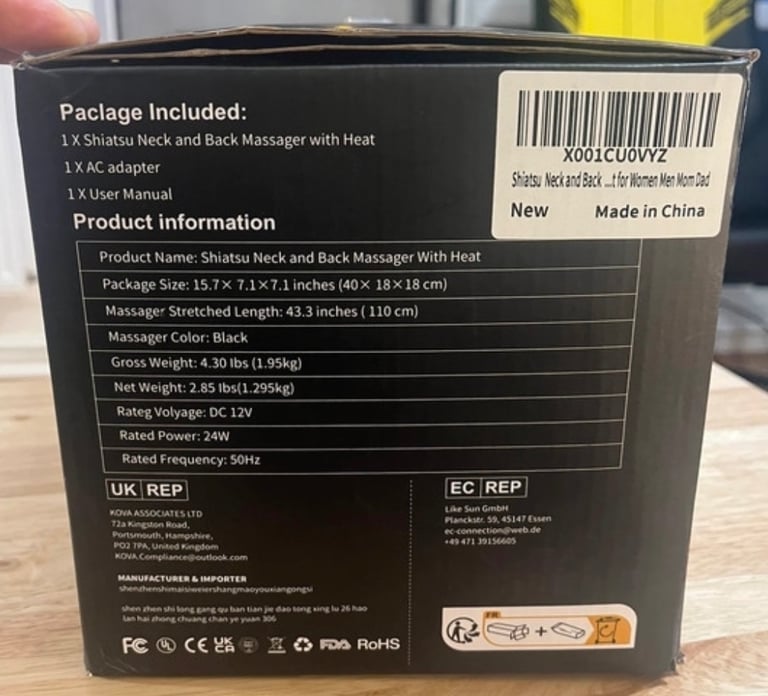 Paclage Included:
1 X Shiatsu Neck and Back Massager with Heat
1 X AC adapter
1 X User Manual
X001CU0VYZ
Shiatsu Neck and Back ...t for Women Men Mom Dad
New Made in China
Product information
Product Name: Shiatsu Neck and Back Massager With Heat
Package Size: 15.7× 7.1×7.1 inches (40× 18×18 cm)
Massager Stretched Length: 43.3 inches ( 110 cm)
Massager Color: Black
Gross Weight: 4.30 lbs (1.95kg)
Net Weight: 2.85 lbs(1.295kg)
Rateg Volyage: DC 12V
Rated Power: 24W
Rated Frequency: 50Hz
UK REP
KOVA ASSOCIATES LTD
72a Kingston Road,
Portsmouth, Hampshire,
PO2 7PA, United Kingdom
KOVA.Compliance@outlook.com
EC REP
Like Sun GmbH
Planckstr. 59, 45147 Essen
ec-connection@web.de
+49 471 39156605
MANUFACTURER & IMPORTER
shenzhenshimaisiweiershangmaoyouxiangongsi
shen zhen shi long gang qu ban tian jie dao tong xing lu 26 hao
lan hai zhong chuang chan ye yuan 306
FC UL CE UKCA FDA RoHS
FR